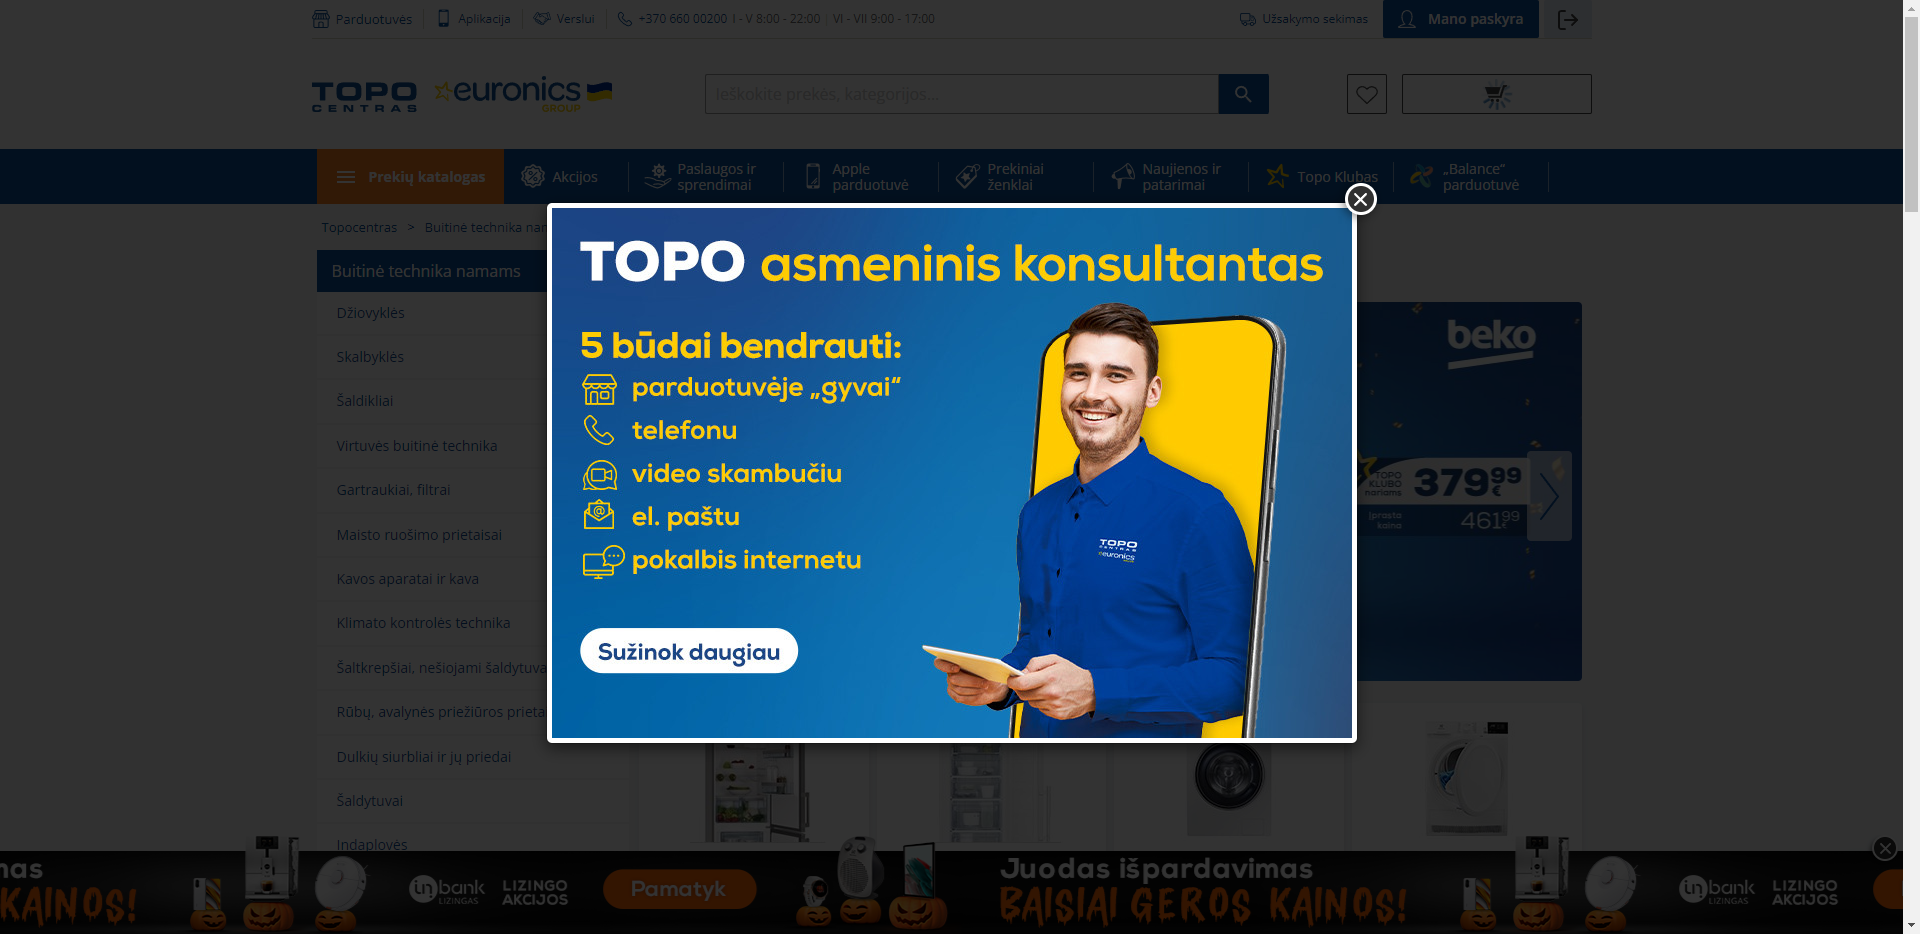 Parduotuvės
Aplikacija
Verslui
+370 660 00200 I - V 8:00 - 22:00 | VI - VII 9:00 - 17:00
Užsakymo sekimas
Mano paskyra
TOPO CENTRAS
euronics GROUP
Ieškokite prekės, kategorijos...
Prekių katalogas
Akcijos
Paslaugos ir sprendimai
Apple parduotuvė
Prekiniai ženklai
Naujienos ir patarimai
Topo Klubas
„Balance“ parduotuvė
Topocentras > Buitinė technika nam
Buitinė technika namams
Džiovyklės
Skalbyklės
Šaldikliai
Virtuvės buitinė technika
Gartraukiai, filtrai
Maisto ruošimo prietaisai
Kavos aparatai ir kava
Klimato kontrolės technika
Šaltkrepšiai, nešiojami šaldytuva
Rūbų, avalynės priežiūros prieta
Dulkių siurbliai ir jų priedai
Šaldytuvai
Indaplovės
TOPO asmeninis konsultantas
5 būdai bendrauti:
parduotuvėje „gyvai“
telefonu
video skambučiu
el. paštu
pokalbis internetu
Sužinok daugiau
TOPO
CENTRAS
euronics
beko
TOPO KLUBO nariams
379 99 €
įprasta kaina
461 99 €
mas
KAINOS!
inbank
LIZINGAS
LIZINGO
AKCIJOS
Pamatyk
Juodas išpardavimas
BAISIAI GEROS KAINOS!
inbank
LIZINGAS
LIZINGO
AKCIJOS